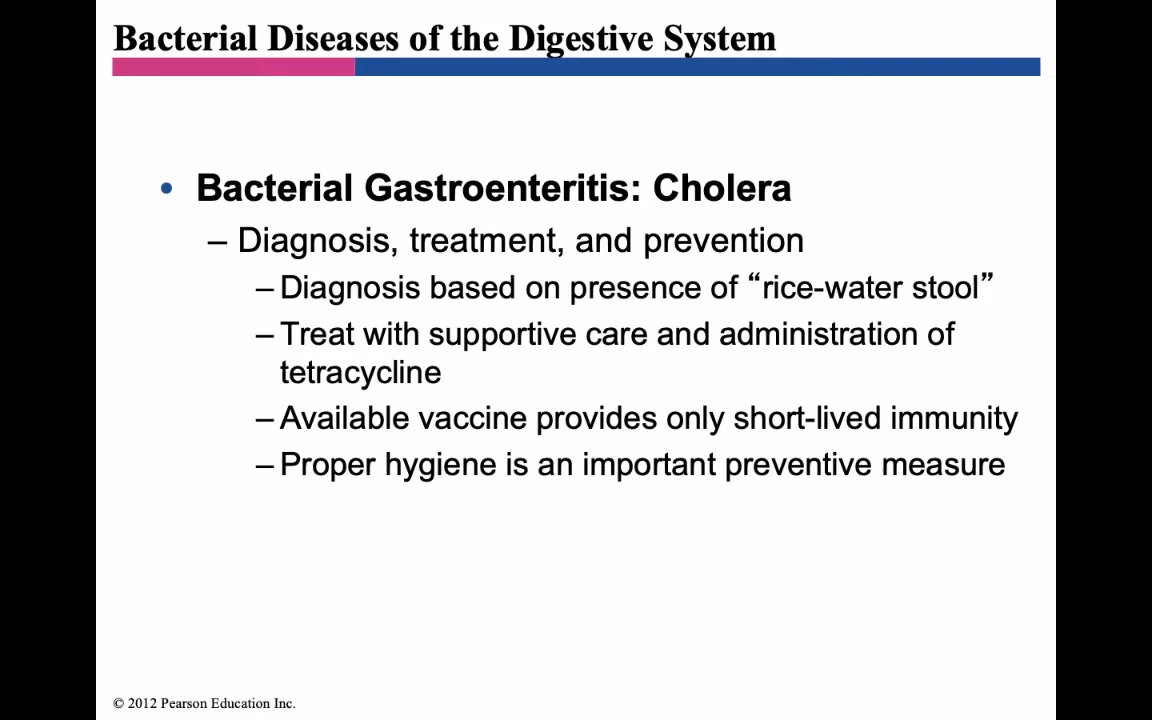 Bacterial Diseases of the Digestive System
• Bacterial Gastroenteritis: Cholera
– Diagnosis, treatment, and prevention
– Diagnosis based on presence of “rice-water stool”
– Treat with supportive care and administration of
tetracycline
– Available vaccine provides only short-lived immunity
– Proper hygiene is an important preventive measure
© 2012 Pearson Education Inc.